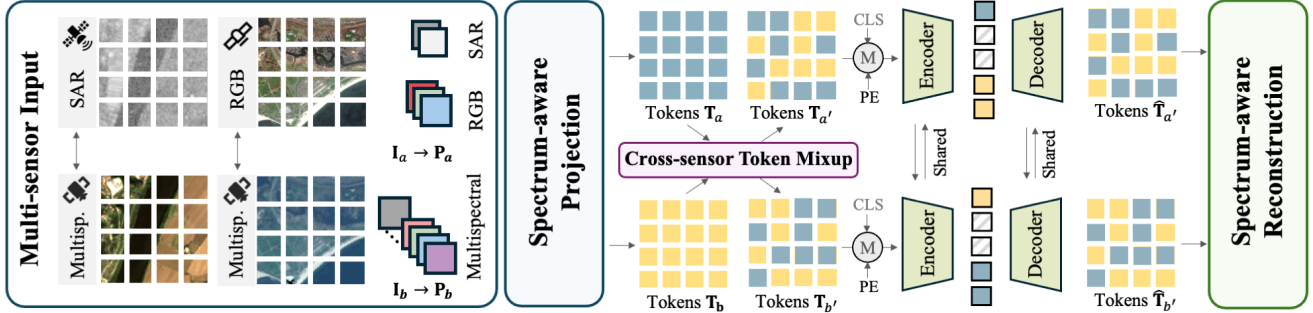 Multi-sensor Input
SAR
RGB
Multisp.
Multisp.
SAR
RGB
I_a → P_a
Multispectral
I_b → P_b
Spectrum-aware
Projection
Tokens T_a
Tokens T_a'
Cross-sensor Token Mixup
Tokens T_b
Tokens T_b'
CLS
M
PE
Encoder
Decoder
Shared
Shared
CLS
M
PE
Encoder
Decoder
Tokens T̂_a'
Tokens T̂_b'
Spectrum-aware
Reconstruction